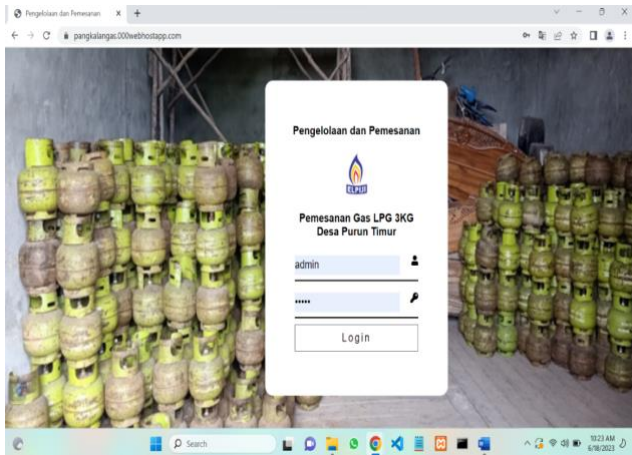 Pengelolaan dan Pemesanan
pangkalangas.000webhostapp.com
Pengelolaan dan Pemesanan
ELPIJI
Pemesanan Gas LPG 3KG
Desa Purun Timur
admin
•••••
Login
Search
10:23 AM
6/18/2023